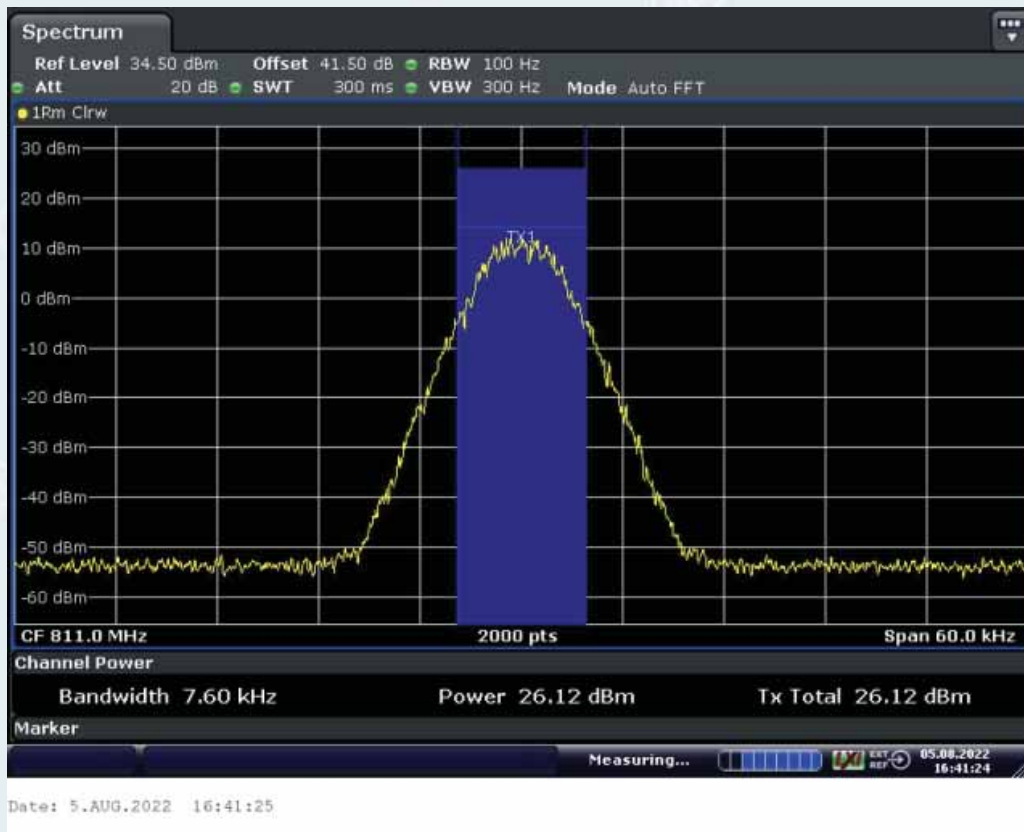 Spectrum
Ref Level 34.50 dBm Offset 41.50 dB RBW 100 Hz
Att 20 dB SWT 300 ms VBW 300 Hz Mode Auto FFT
1Rm Clrw
30 dBm
20 dBm
TX1
10 dBm
0 dBm
-10 dBm
-20 dBm
-30 dBm
-40 dBm
-50 dBm
-60 dBm
CF 811.0 MHz 2000 pts Span 60.0 kHz
Channel Power
Bandwidth 7.60 kHz Power 26.12 dBm Tx Total 26.12 dBm
Marker
Measuring... LXI EXT REF 05.08.2022
16:41:24
Date: 5.AUG.2022 16:41:25